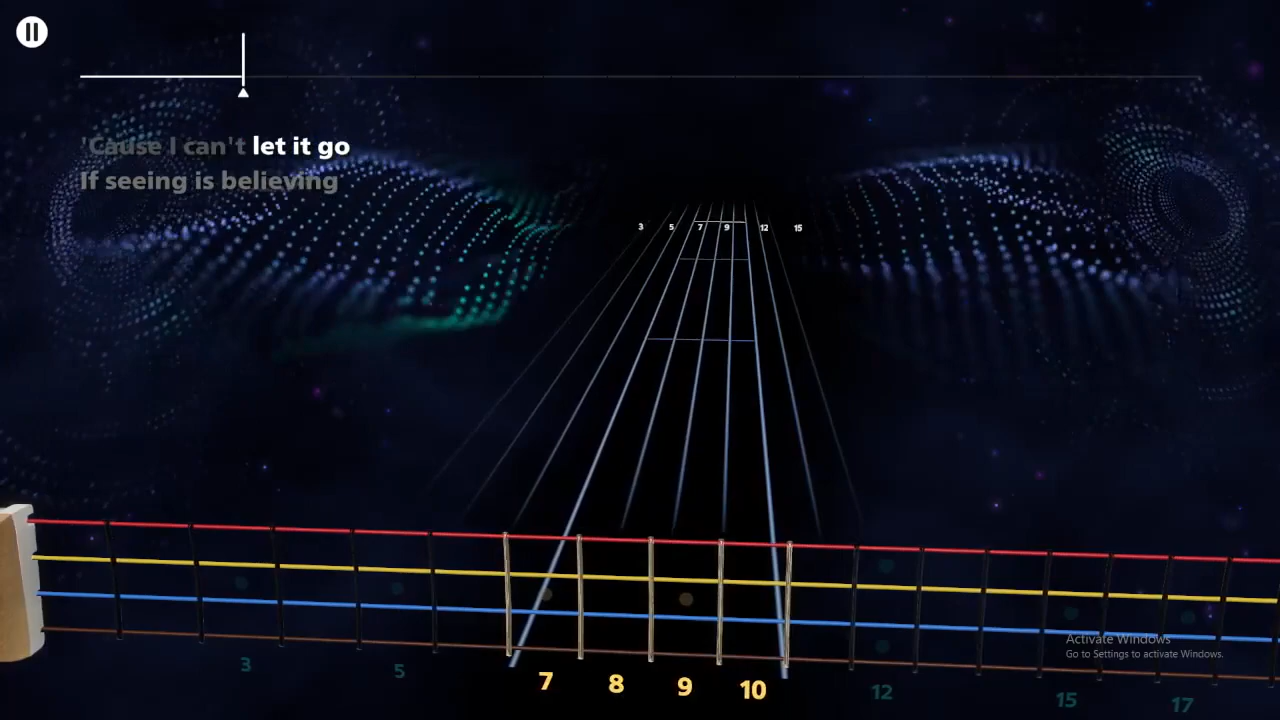 'Cause I can't let it go
If seeing is believing
3 5 7 9 12 15
Activate Windows
Go to Settings to activate Windows.
3 5 7 8 9 10 12 15 17